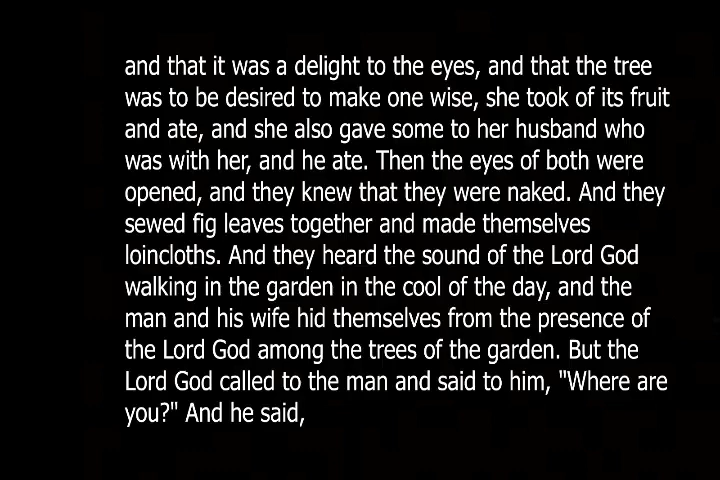 and that it was a delight to the eyes, and that the tree
was to be desired to make one wise, she took of its fruit
and ate, and she also gave some to her husband who
was with her, and he ate. Then the eyes of both were
opened, and they knew that they were naked. And they
sewed fig leaves together and made themselves
loincloths. And they heard the sound of the Lord God
walking in the garden in the cool of the day, and the
man and his wife hid themselves from the presence of
the Lord God among the trees of the garden. But the
Lord God called to the man and said to him, "Where are
you?" And he said,